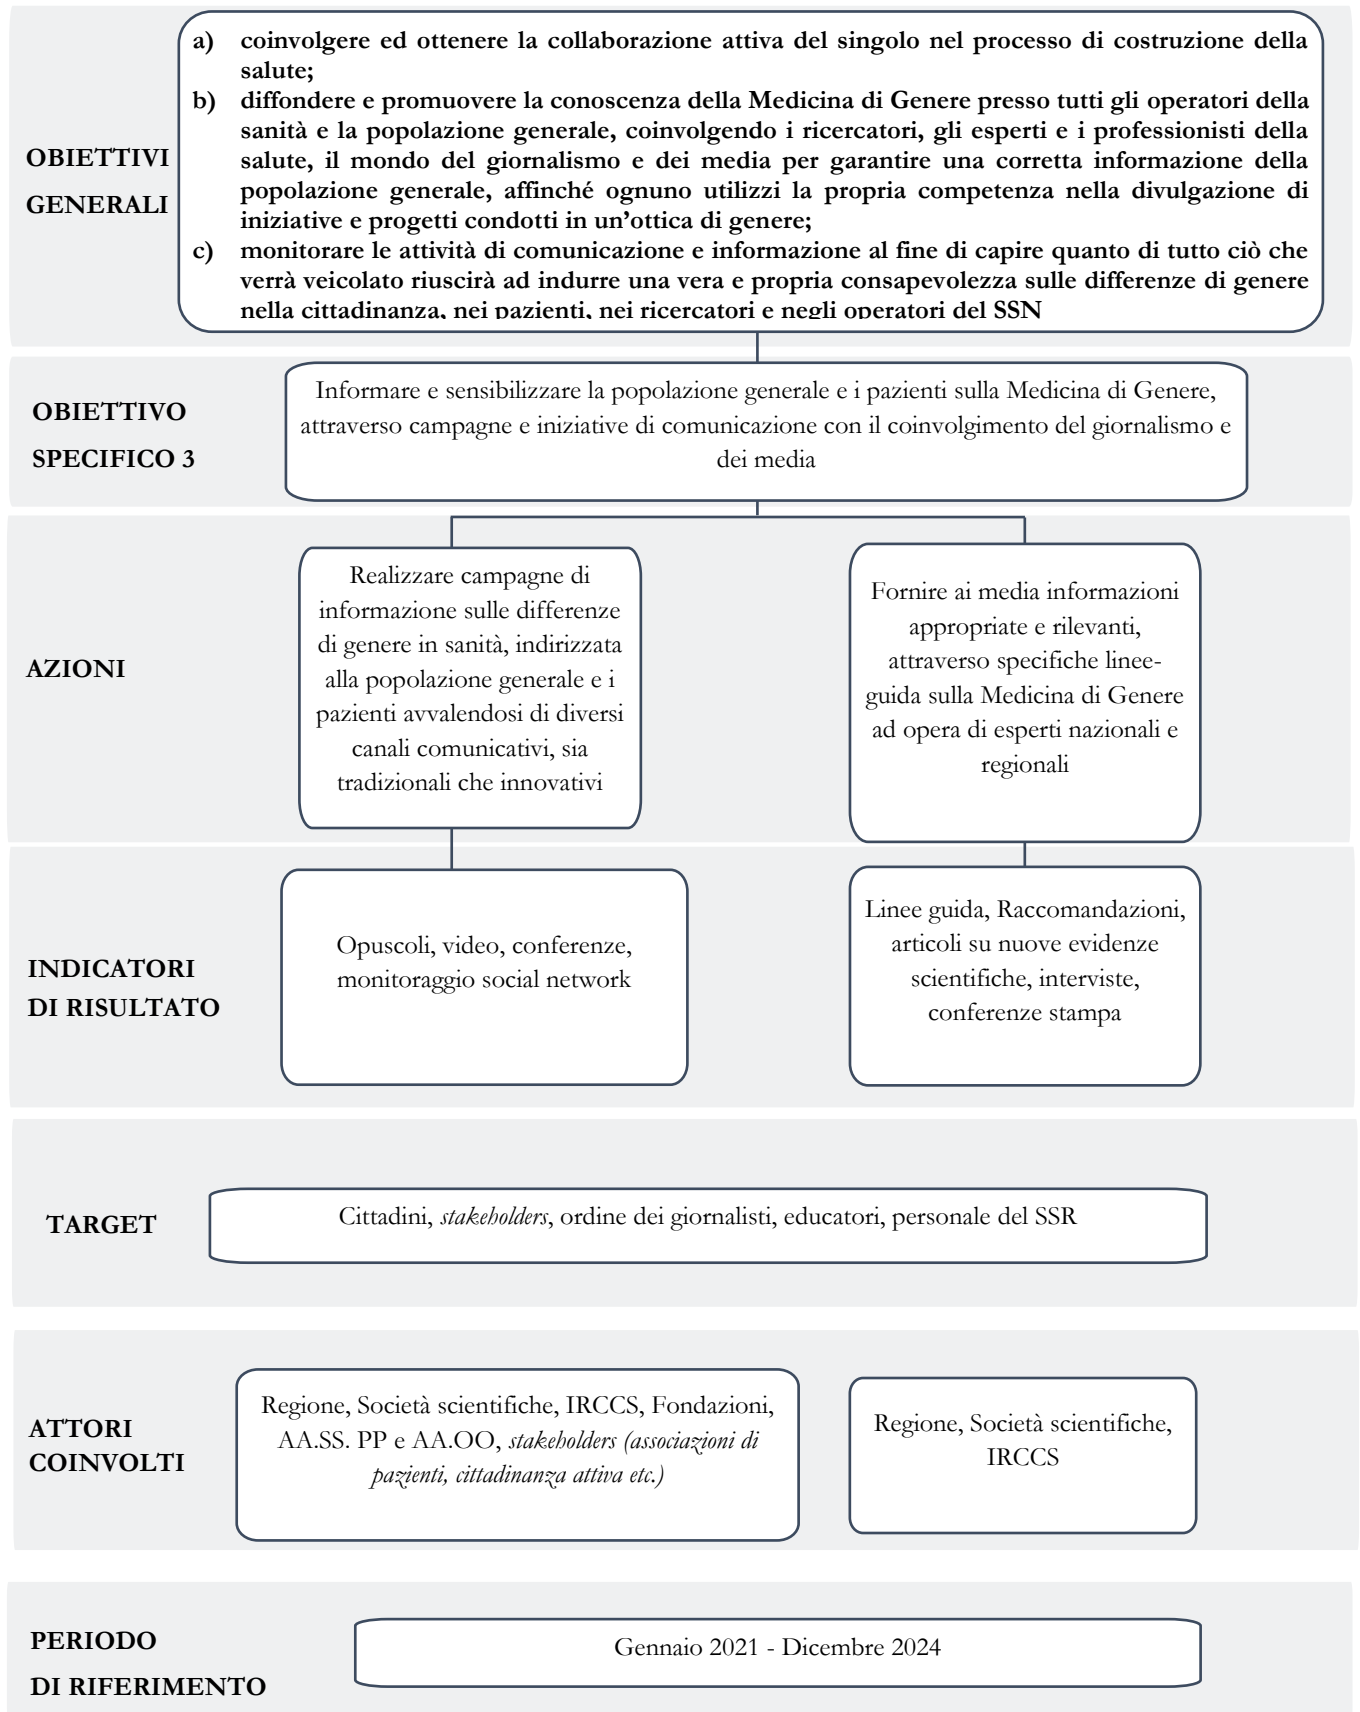 OBIETTIVI
GENERALI
a) coinvolgere ed ottenere la collaborazione attiva del singolo nel processo di costruzione della
salute;
b) diffondere e promuovere la conoscenza della Medicina di Genere presso tutti gli operatori della
sanità e la popolazione generale, coinvolgendo i ricercatori, gli esperti e i professionisti della
salute, il mondo del giornalismo e dei media per garantire una corretta informazione della
popolazione generale, affinché ognuno utilizzi la propria competenza nella divulgazione di
iniziative e progetti condotti in un'ottica di genere;
c) monitorare le attività di comunicazione e informazione al fine di capire quanto di tutto ciò che
verrà veicolato riuscirà ad indurre una vera e propria consapevolezza sulle differenze di genere
nella cittadinanza, nei pazienti, nei ricercatori e negli operatori del SSN
OBIETTIVO
SPECIFICO 3
Informare e sensibilizzare la popolazione generale e i pazienti sulla Medicina di Genere,
attraverso campagne e iniziative di comunicazione con il coinvolgimento del giornalismo e
dei media
AZIONI
Realizzare campagne di
informazione sulle differenze
di genere in sanità, indirizzata
alla popolazione generale e i
pazienti avvalendosi di diversi
canali comunicativi, sia
tradizionali che innovativi
Fornire ai media informazioni
appropriate e rilevanti,
attraverso specifiche linee-
guida sulla Medicina di Genere
ad opera di esperti nazionali e
regionali
INDICATORI
DI RISULTATO
Opuscoli, video, conferenze,
monitoraggio social network
Linee guida, Raccomandazioni,
articoli su nuove evidenze
scientifiche, interviste,
conferenze stampa
TARGET
Cittadini, stakeholders, ordine dei giornalisti, educatori, personale del SSR
ATTORI
COINVOLTI
Regione, Società scientifiche, IRCCS, Fondazioni,
AA.SS. PP e AA.OO, stakeholders (associazioni di
pazienti, cittadinanza attiva etc.)
Regione, Società scientifiche,
IRCCS
PERIODO
DI RIFERIMENTO
Gennaio 2021 - Dicembre 2024